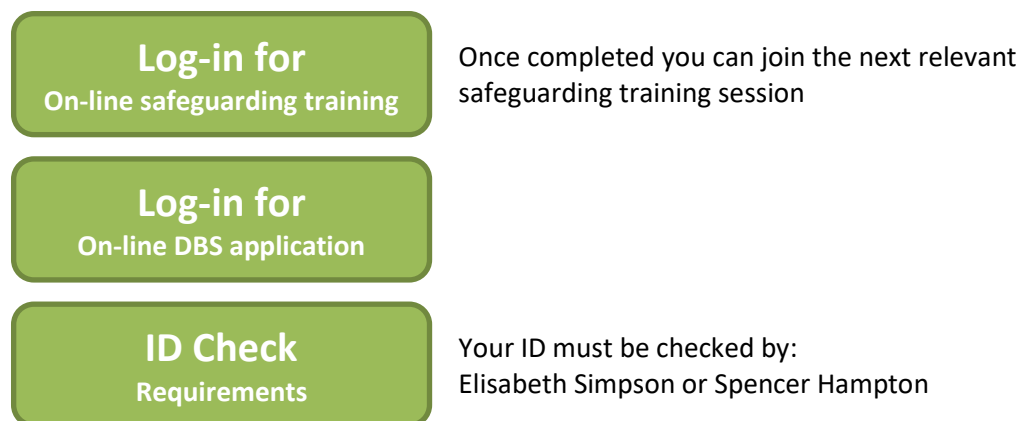 Log-in for
On-line safeguarding training
Once completed you can join the next relevant
safeguarding training session
Log-in for
On-line DBS application
ID Check
Requirements
Your ID must be checked by:
Elisabeth Simpson or Spencer Hampton